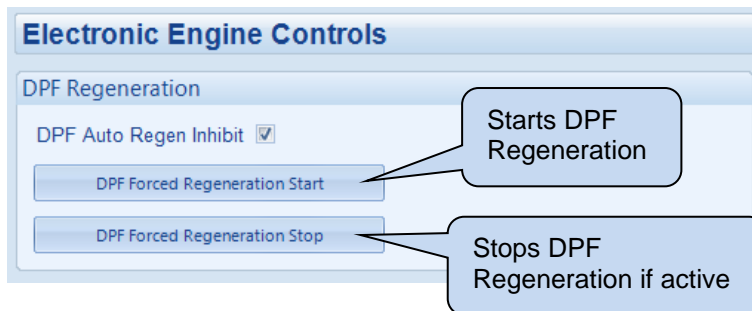 Electronic Engine Controls
DPF Regeneration
DPF Auto Regen Inhibit
Starts DPF
Regeneration
DPF Forced Regeneration Start
DPF Forced Regeneration Stop
Stops DPF
Regeneration if active